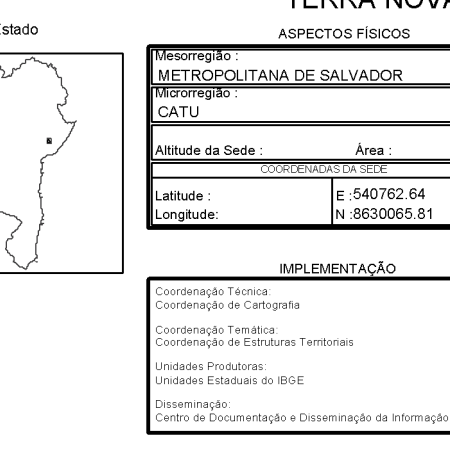 TERRA NOVA
Estado
ASPECTOS FÍSICOS
Mesorregião :
METROPOLITANA DE SALVADOR
Microrregião :
CATU
Altitude da Sede :
Área :
COORDENADAS DA SEDE
Latitude :
E :540762.64
Longitude:
N :8630065.81
IMPLEMENTAÇÃO
Coordenação Técnica:
Coordenação de Cartografia
Coordenação Temática:
Coordenação de Estruturas Territoriais
Unidades Produtoras:
Unidades Estaduais do IBGE
Disseminação:
Centro de Documentação e Disseminação da Informação